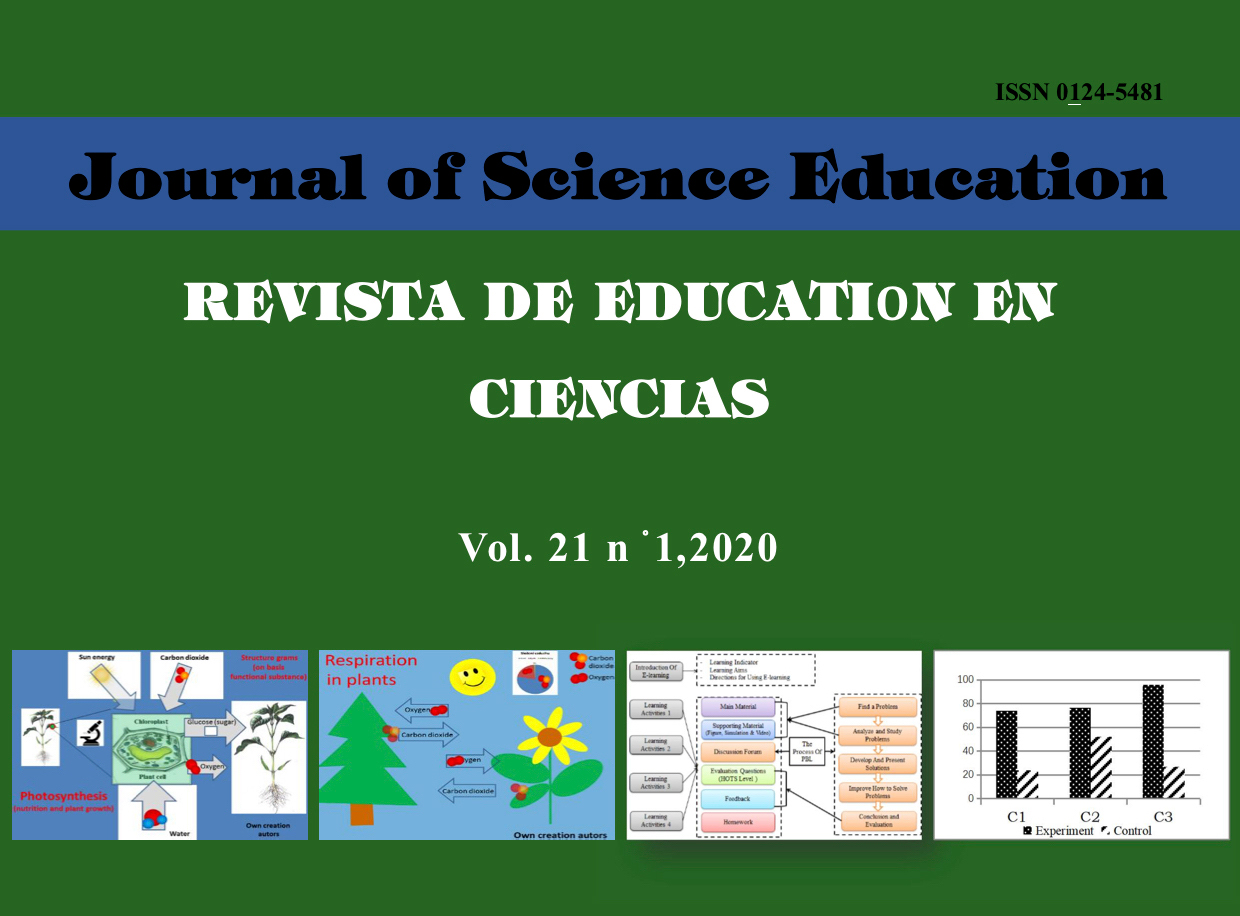 ISSN 0124-5481
Journal of Science Education
REVISTA DE EDUCATION EN
CIENCIAS
Vol. 21 n °1,2020
Sun energy
Carbon dioxide
Structure grams
(on basis
functional substance)
Chloroplast
Glucose (sugar)
Oxygen
Plant cell
Photosynthesis
(nutrition and plant growth)
Water
Own creation
autors
Respiration
in plants
Carbon
dioxide
Oxygen
Oxygen
Carbon dioxide
Carbon dioxide
Own creation autors
Introduction Of
E-learning
- Learning Indicator
- Learning Aims
- Directions for Using E-learning
Learning
Activities 1
Learning
Activities 2
Learning
Activities 3
Learning
Activities 4
Main Material
Supporting Material
(Figure, Simulation & Video)
Discussion Forum
Evaluation Questions
(HOTS Level )
Feedback
Homework
The
Process Of
PBL
Find a Problem
Analyze and Study
Problems
Develop And Present
Solutions
Improve How to Solve
Problems
Conclusion and
Evaluation
100
80
60
40
20
0
C1 C2 C3
Experiment Control